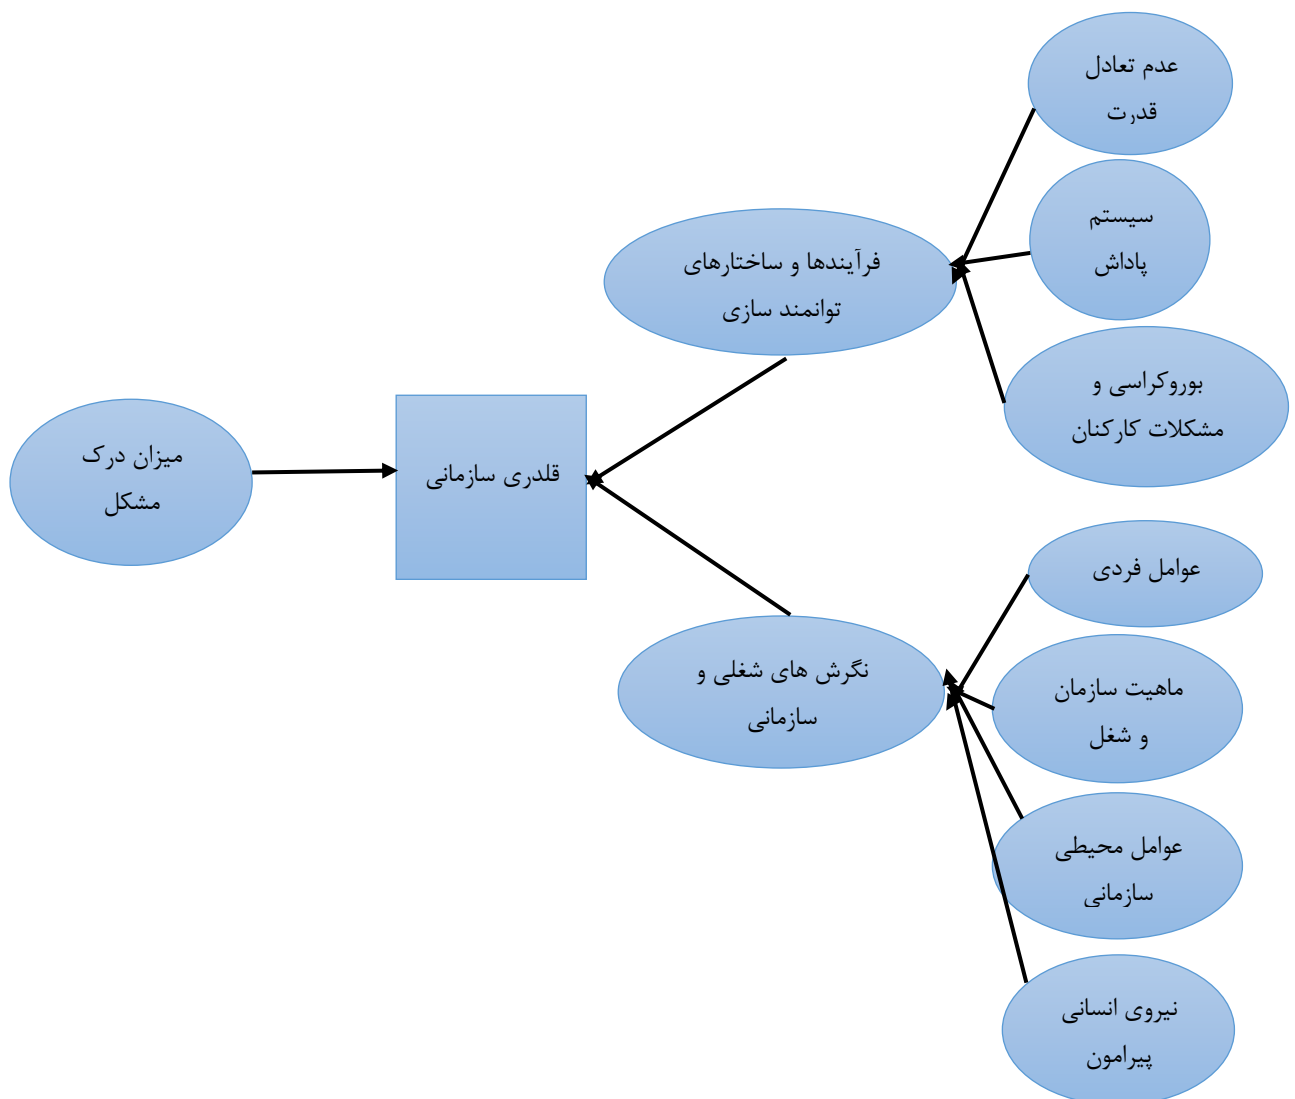 عدم تعادل
قدرت
سیستم
پاداش
فرآیندها و ساختارهای
توانمند سازی
بوروکراسی و
مشکلات کارکنان
میزان درک
مشکل
قلدری سازمانی
عوامل فردی
نگرش های شغلی و
سازمانی
ماهیت سازمان
و شغل
عوامل محیطی
سازمانی
نیروی انسانی
پیرامون